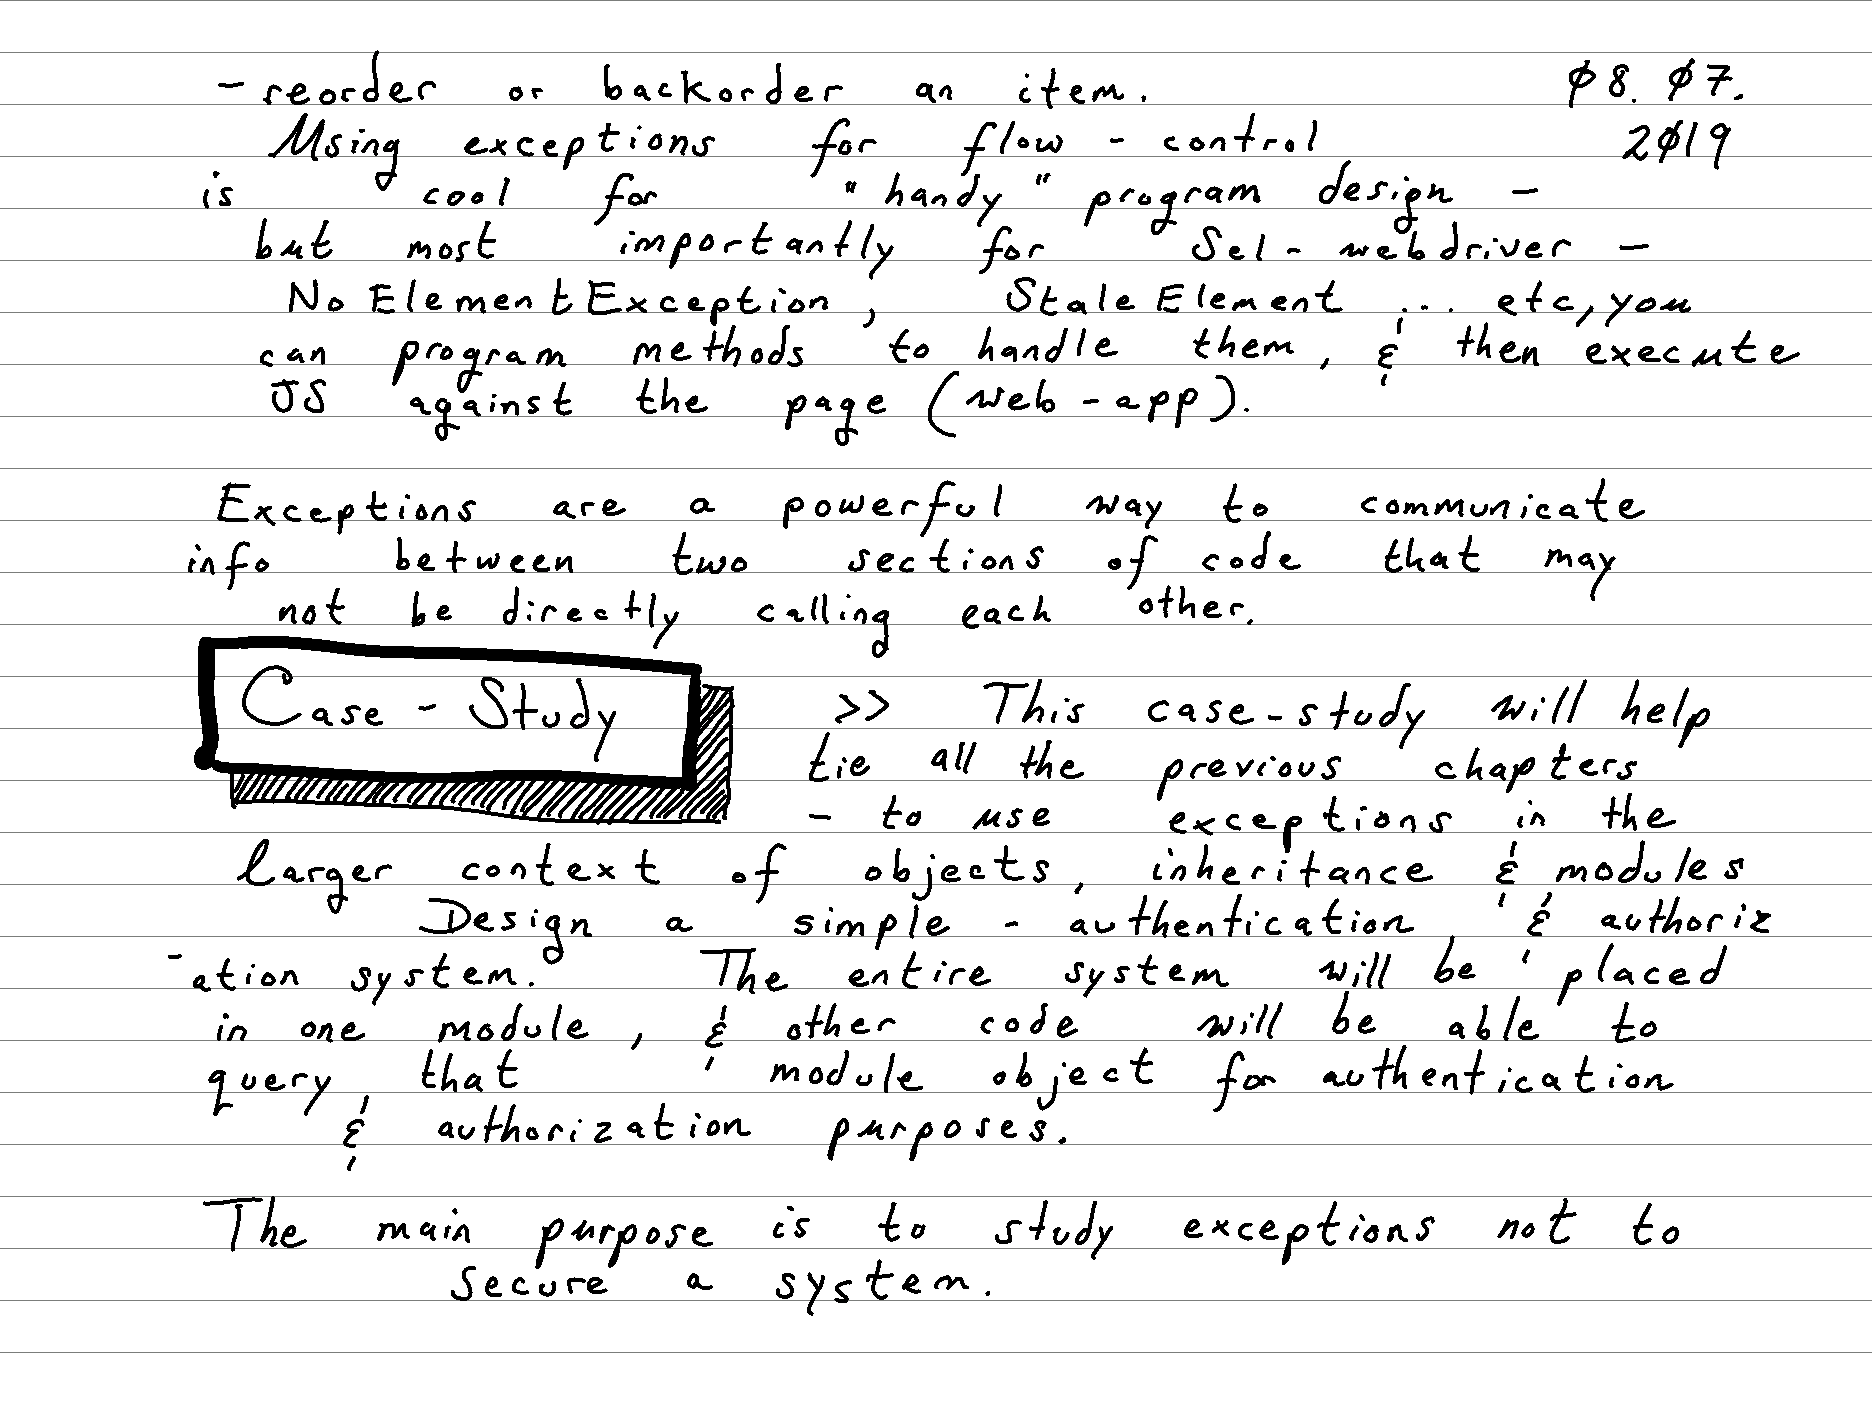 - reorder or backorder an item. 08. 07.
Using exceptions for flow - control 2019
is cool for "handy" program design -
but most importantly for Sel - webdriver -
NoElementException, StaleElement ... etc, you
can program methods to handle them, & then execute
JS against the page (web - app).
Exceptions are a powerful way to communicate
info between two sections of code that may
not be directly calling each other.
Case - Study >> This case-study will help
tie all the previous chapters
- to use exceptions in the
larger context of objects, inheritance & modules
Design a simple - authentication & authoriz
-ation system. The entire system will be placed
in one module, & other code will be able to
query that module object for authentication
& authorization purposes.
The main purpose is to study exceptions not to
secure a system.